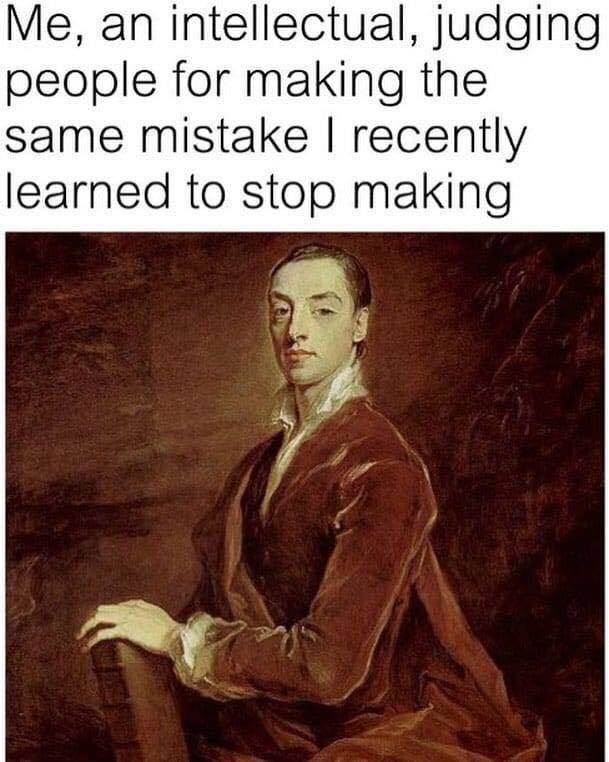 Me, an intellectual, judging
people for making the
same mistake I recently
learned to stop making